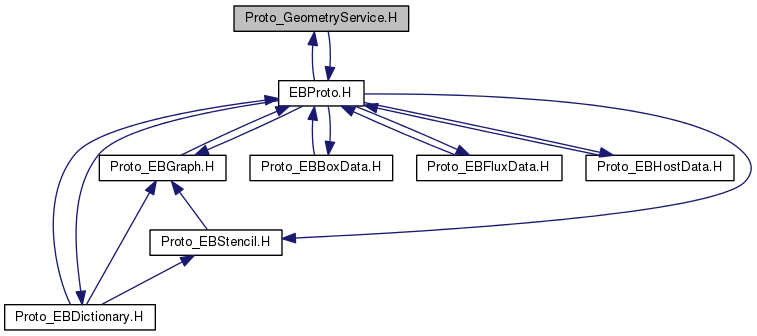 Proto_GeometryService.H
EBProto.H
Proto_EBGraph.H
Proto_EBBoxData.H
Proto_EBFluxData.H
Proto_EBHostData.H
Proto_EBStencil.H
Proto_EBDictionary.H